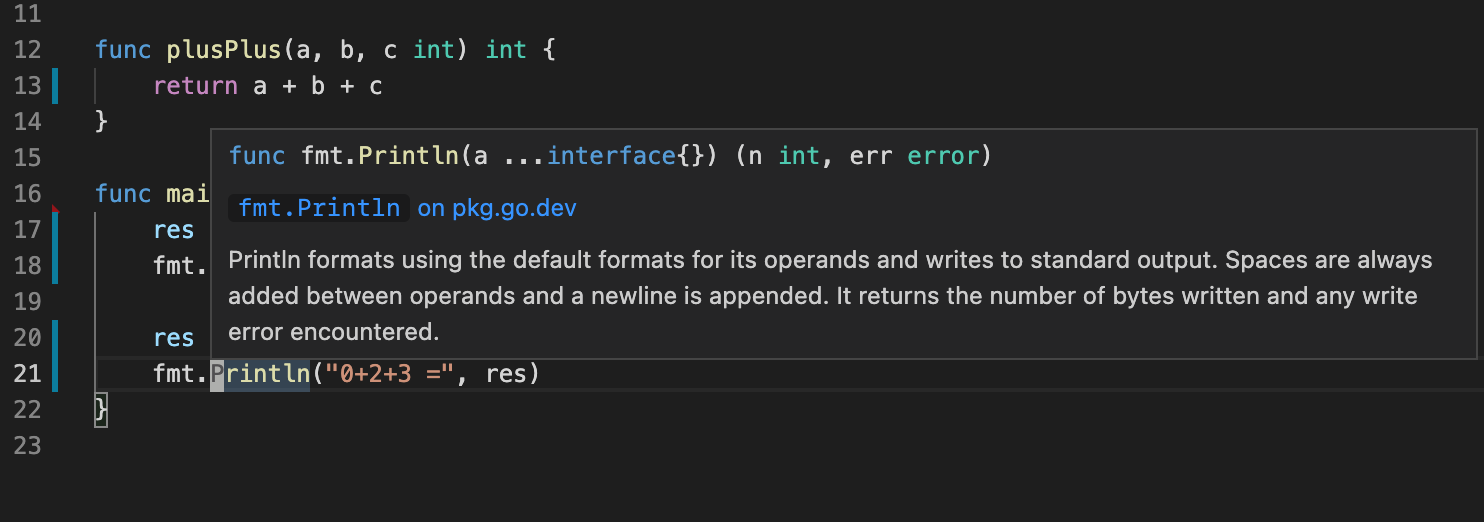 11
12 func plusPlus(a, b, c int) int {
13 return a + b + c
14 }
15
16 func mai
17 res
18 fmt.
19
20 res
21 fmt.Println("0+2+3 =", res)
22 }
23
func fmt.Println(a ...interface{}) (n int, err error)
fmt.Println on pkg.go.dev
Println formats using the default formats for its operands and writes to standard output. Spaces are always
added between operands and a newline is appended. It returns the number of bytes written and any write
error encountered.